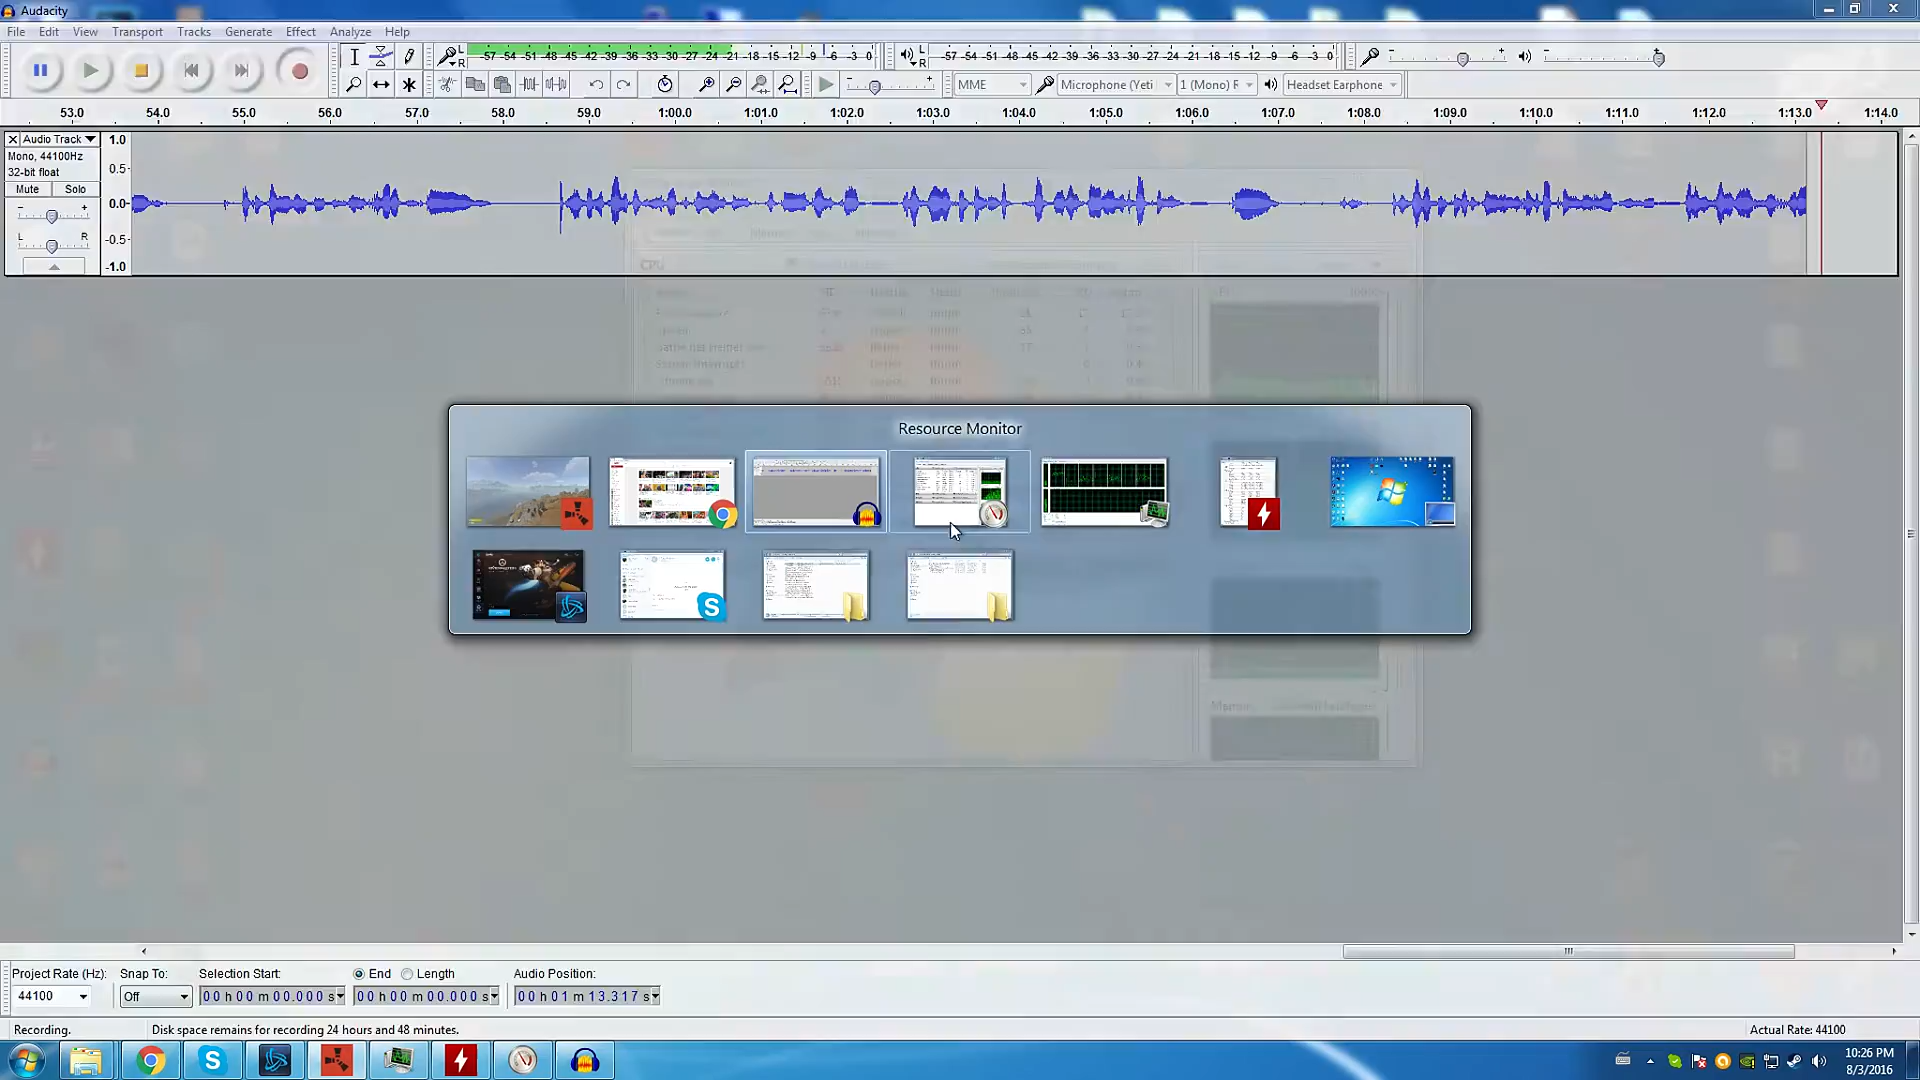 Audacity
File Edit View Transport Tracks Generate Effect Analyze Help
L R -57 -54 -51 -48 -45 -42 -39 -36 -33 -30 -27 -24 -21 -18 -15 -12 -9 -6 -3 0 L R -57 -54 -51 -48 -45 -42 -39 -36 -33 -30 -27 -24 -21 -18 -15 -12 -9 -6 -3 0
MME Microphone (Yeti 1 (Mono) R Headset Earphone
53.0 54.0 55.0 56.0 57.0 58.0 59.0 1:00.0 1:01.0 1:02.0 1:03.0 1:04.0 1:05.0 1:06.0 1:07.0 1:08.0 1:09.0 1:10.0 1:11.0 1:12.0 1:13.0 1:14.0
Audio Track 1.0
Mono, 44100Hz
32-bit float 0.5
Mute Solo
0.0
L R -0.5
-1.0
CPU
Resource Monitor
Project Rate (Hz): Snap To: Selection Start: End Length Audio Position:
44100 Off 00 h 00 m 00.000 s 00 h 00 m 00.000 s 00 h 01 m 13.317 s
Recording. Disk space remains for recording 24 hours and 48 minutes. Actual Rate: 44100
10:26 PM
8/3/2016